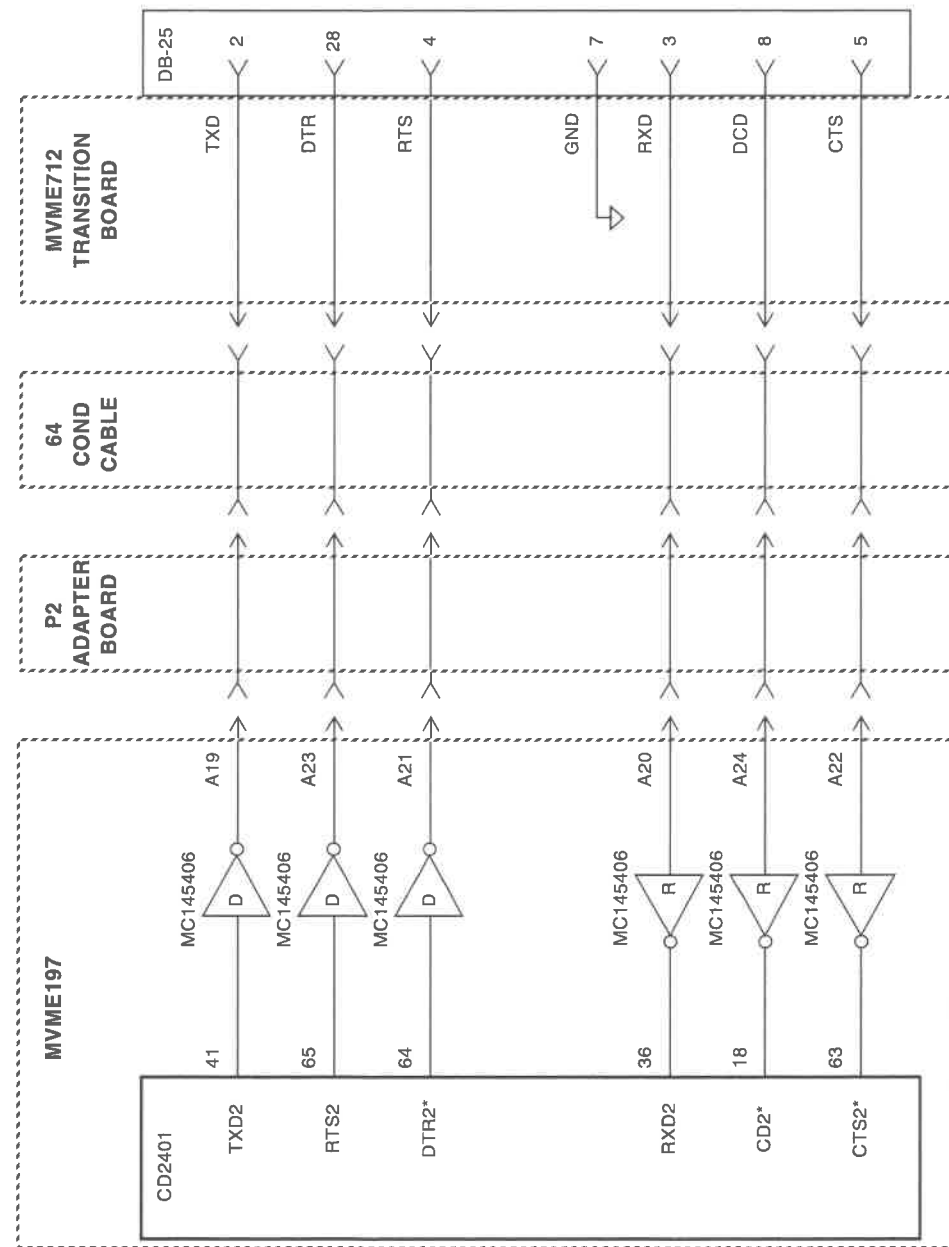 MVME197
P2
ADAPTER
BOARD
64
COND
CABLE
MVME712
TRANSITION
BOARD
CD2401
DB-25
TXD2
41
MC145406
D
A19
TXD
2
RTS2
65
MC145406
D
A23
DTR
28
DTR2*
64
MC145406
D
A21
RTS
4
GND
7
RXD2
36
MC145406
R
A20
RXD
3
CD2*
18
MC145406
R
A24
DCD
8
CTS2*
63
MC145406
R
A22
CTS
5